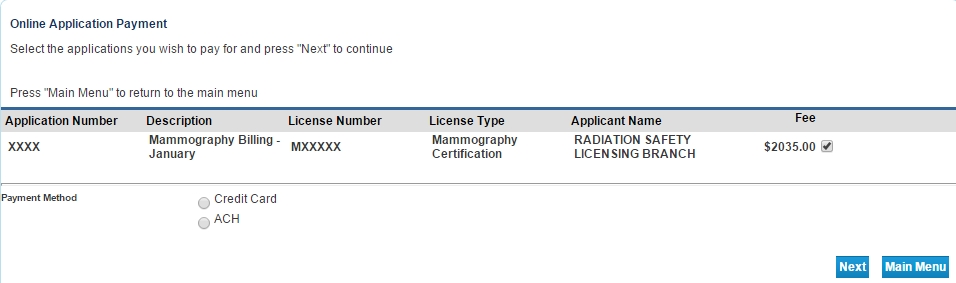 Online Application Payment
Select the applications you wish to pay for and press "Next" to continue
Press "Main Menu" to return to the main menu
Application Number Description License Number License Type Applicant Name Fee
XXXX Mammography Billing - January MXXXXX Mammography Certification RADIATION SAFETY LICENSING BRANCH $2035.00
Payment Method Credit Card
ACH
Next Main Menu